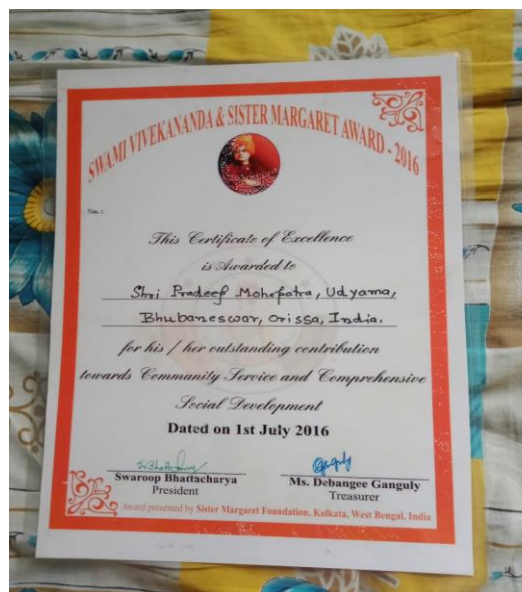 SWAMI VIVEKANANDA & SISTER MARGARET AWARD - 2016
This Certificate of Excellence
is Awarded to
Shri Pradeep Mohapatra, Udyama,
Bhubaneswar, Orissa, India.
for his / her outstanding contribution
towards Community Service and Comprehensive
Social Development
Dated on 1st July 2016
Swaroop Bhattacharya
Ms. Debangee Ganguly
President
Treasurer
Award presented by Sister Margaret Foundation, Kolkata, West Bengal, India